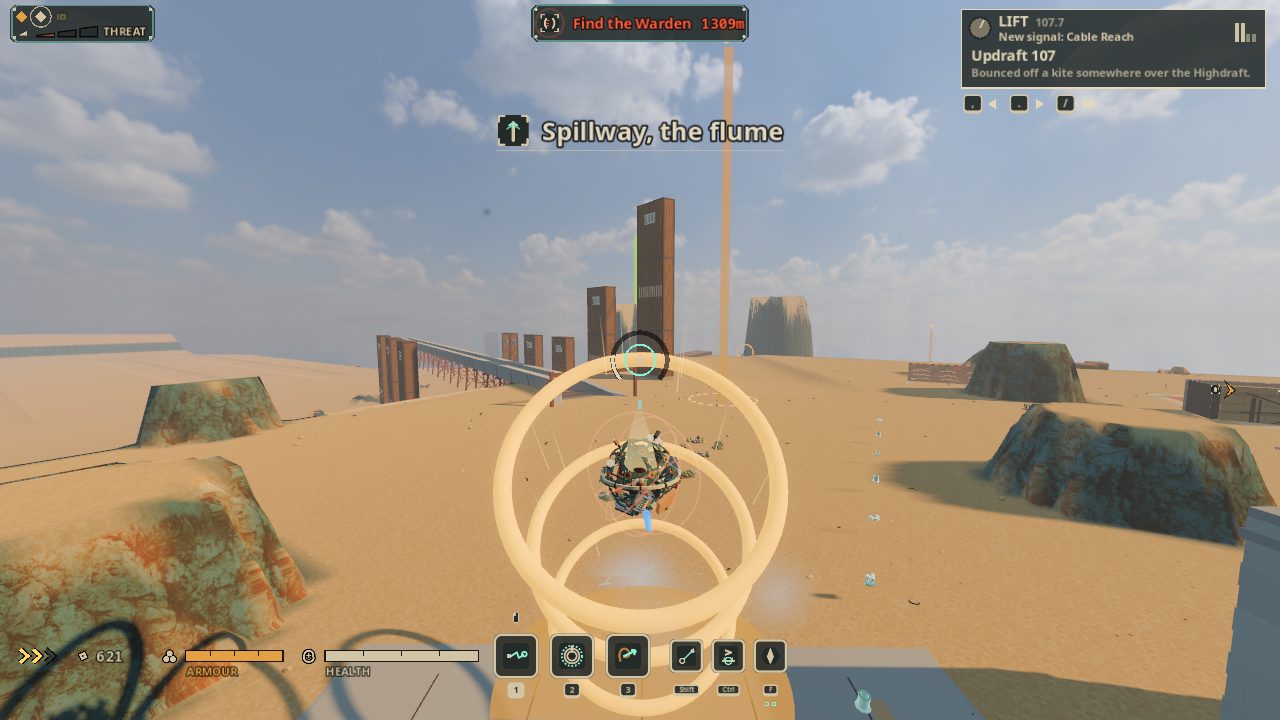 THREAT
Find the Warden 1309m
LIFT 107.7
New signal: Cable Reach
Updraft 107
Bounced off a kite somewhere over the Highdraft.
, . /
Spillway, the flume
621
ARMOUR
HEALTH
1 2 3 Shift Ctrl F